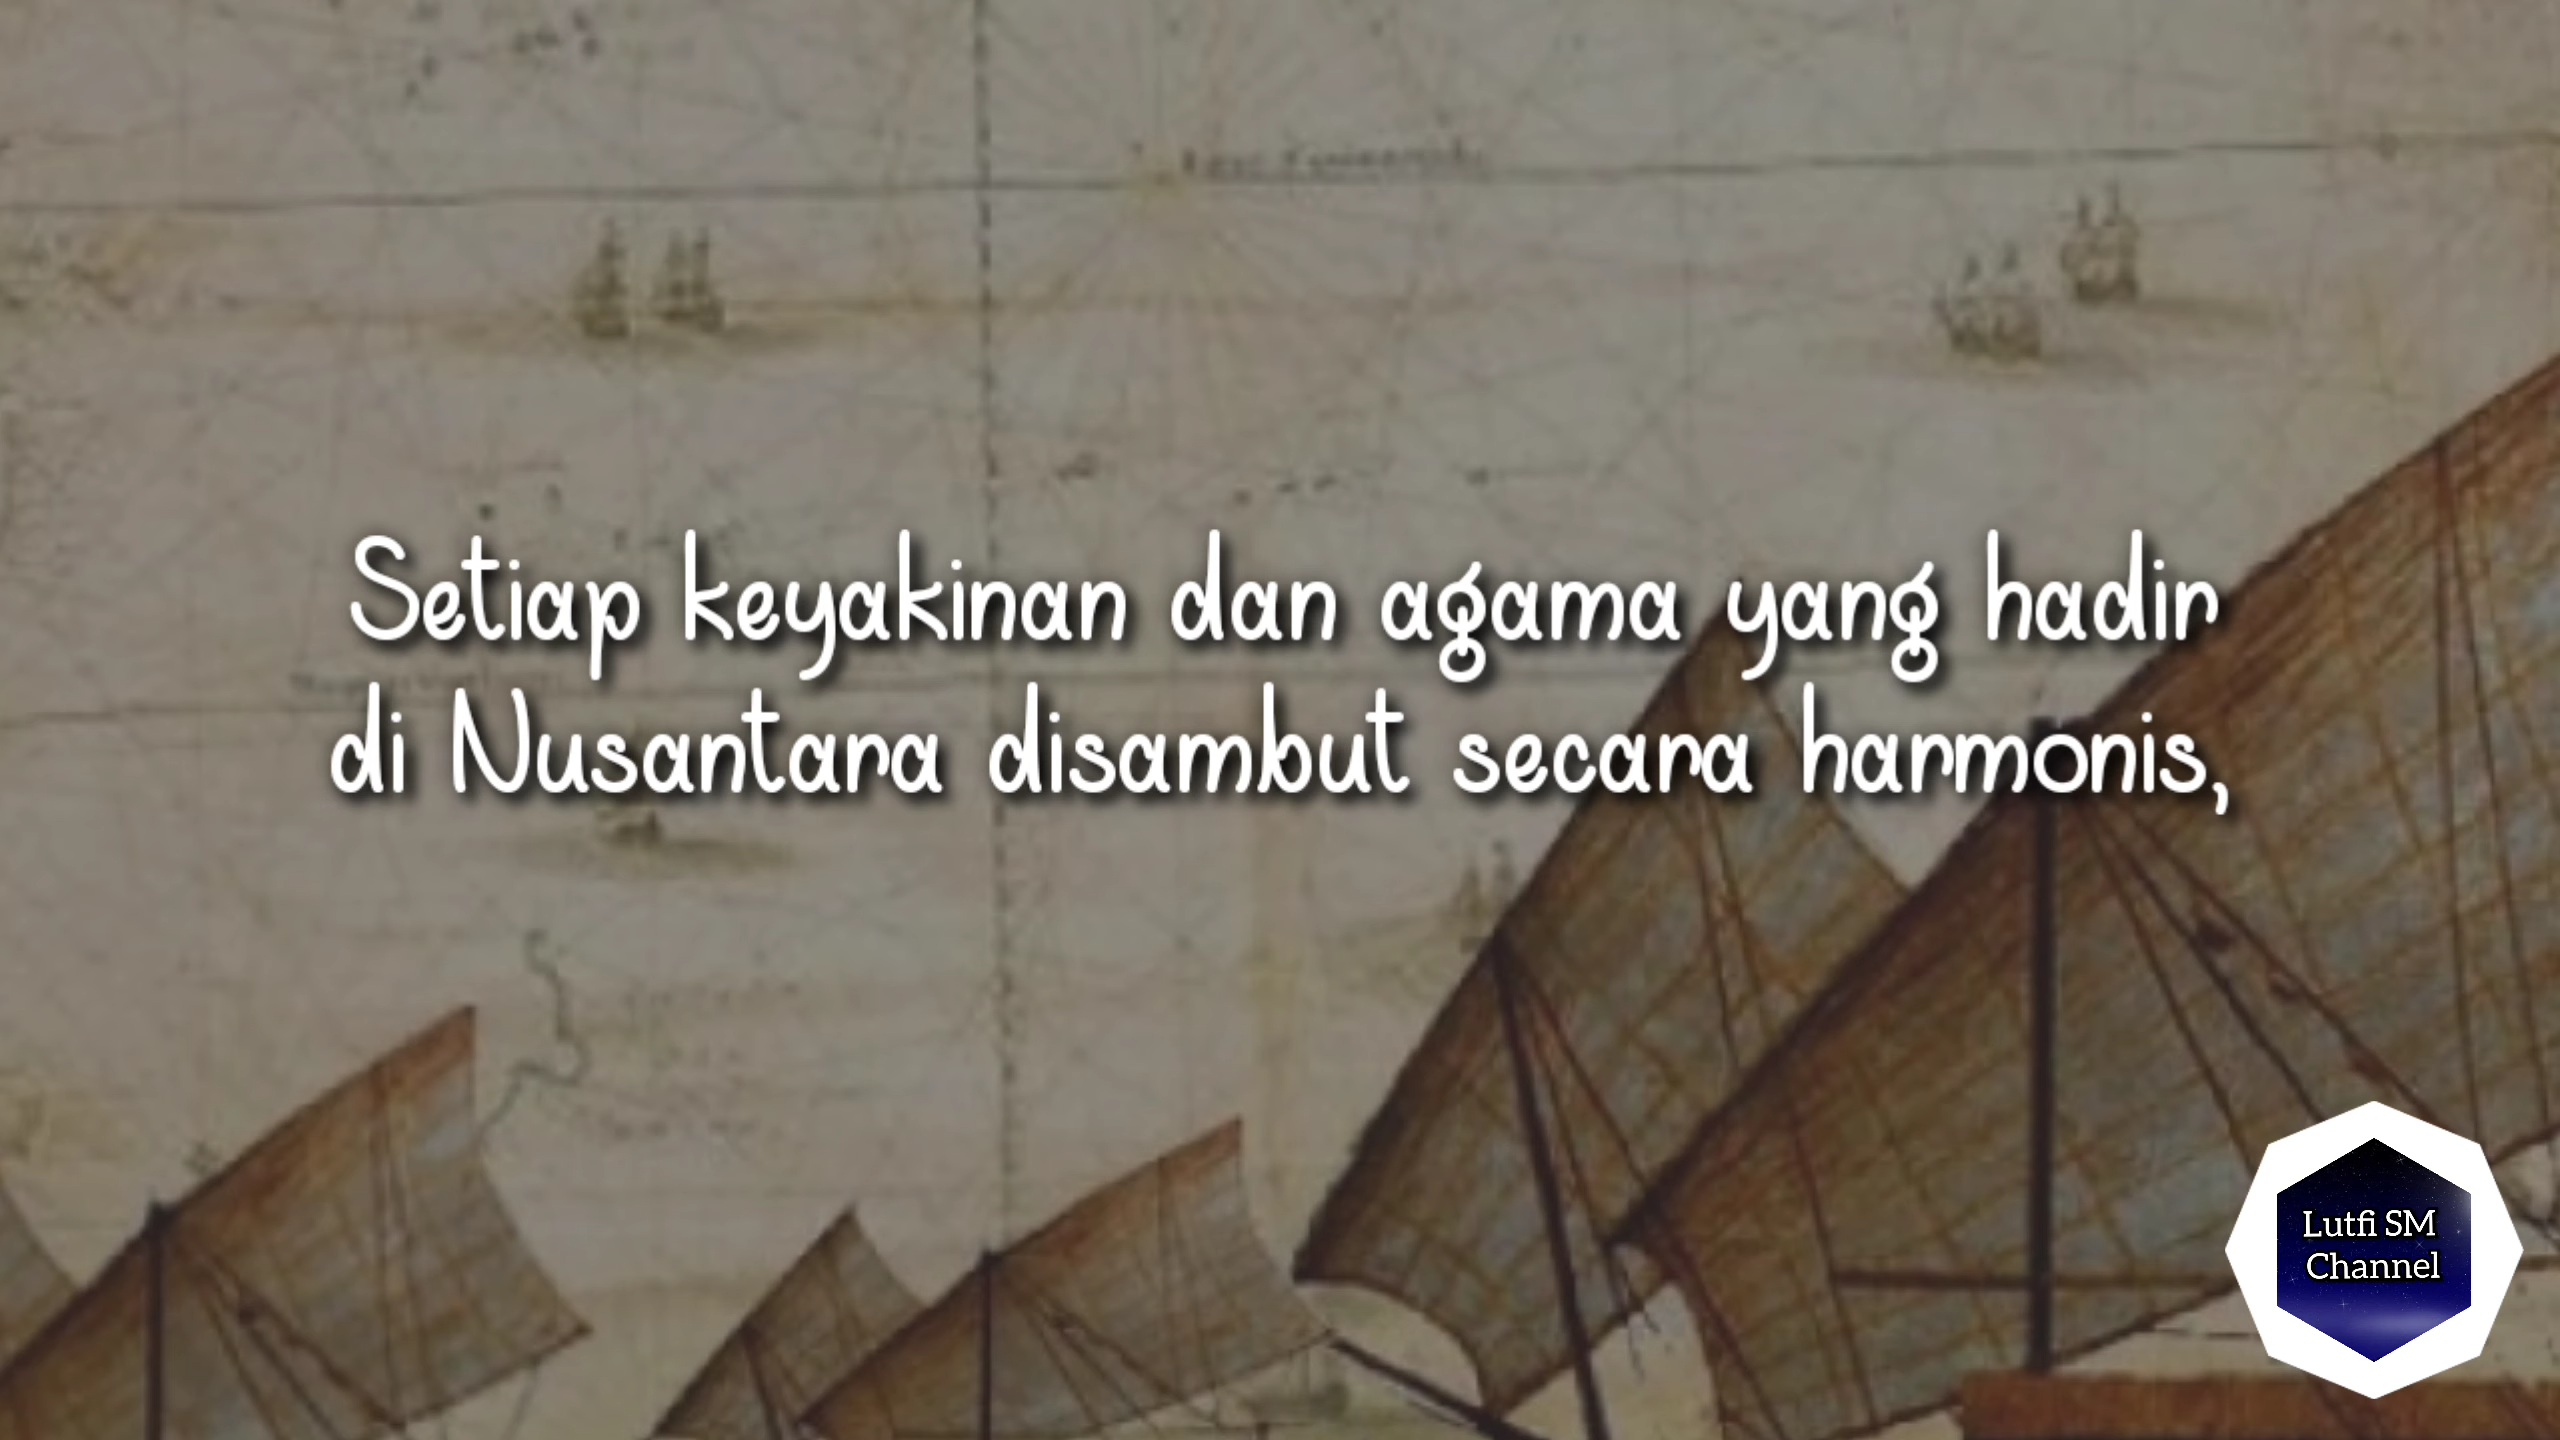 Setiap keyakinan dan agama yang hadir
di Nusantara disambut secara harmonis,
Lutfi SM
Channel